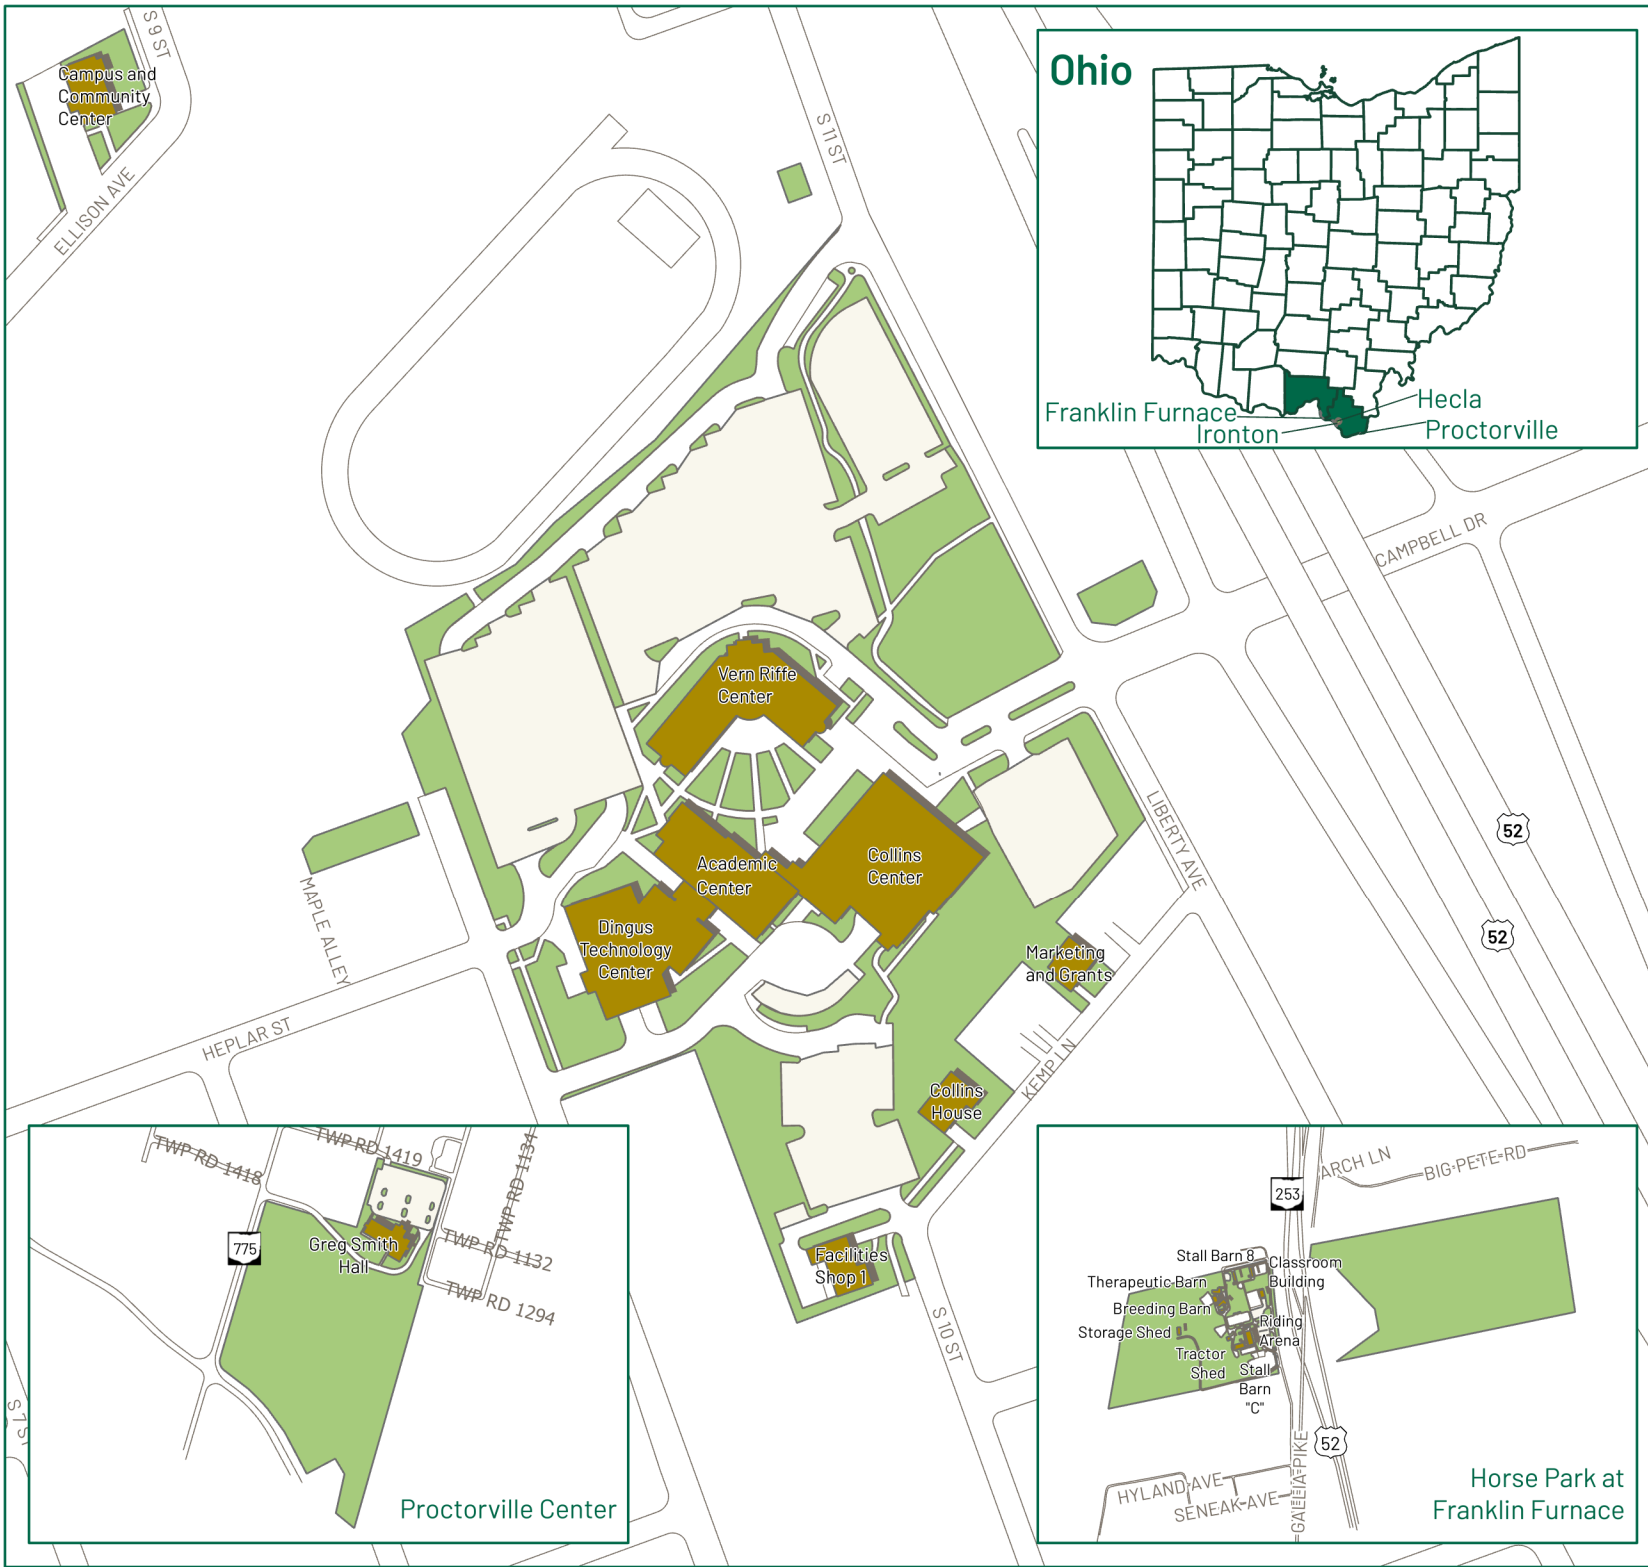 S 9 ST
Campus and
Community
Center
ELLISON AVE
S 11 ST
Ohio
Hecla
Franklin Furnace
Ironton
Proctorville
CAMPBELL DR
Vern Riffe
Center
52
LIBERTY AVE
Collins
Center
Academic
Center
MAPLE ALLEY
Dingus
Technology
Center
52
Marketing
and Grants
HEPLAR ST
KEMP LN
Collins
House
Facilities
Shop 1
S 10 ST
S 7 ST
TWP RD 1418
TWP RD 1419
TWP RD 1134
775
Greg Smith
Hall
TWP RD 1132
TWP RD 1294
Proctorville Center
253
ARCH LN
BIG PETE RD
Stall Barn 8
Classroom
Building
Therapeutic Barn
Breeding Barn
Storage Shed
Riding
Arena
Tractor
Shed
Stall
Barn
"C"
52
GALLIA PIKE
HYLAND AVE
SENEAK AVE
Horse Park at
Franklin Furnace